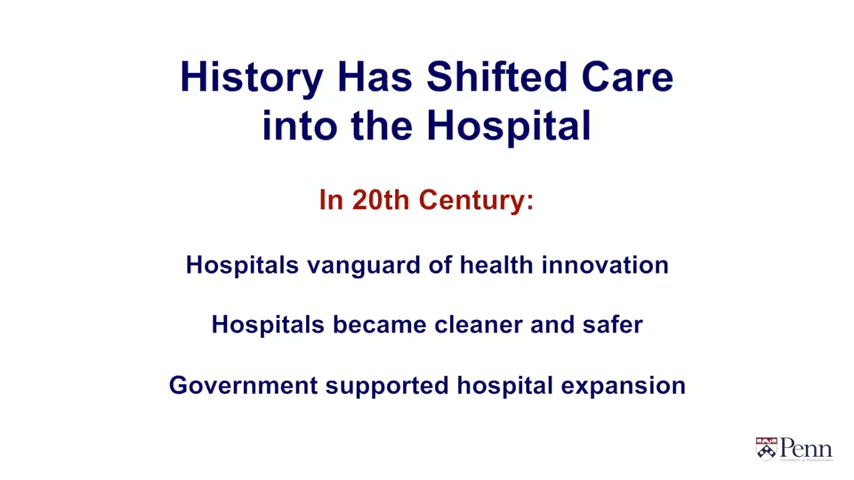 History Has Shifted Care
into the Hospital
In 20th Century:
Hospitals vanguard of health innovation
Hospitals became cleaner and safer
Government supported hospital expansion
Penn